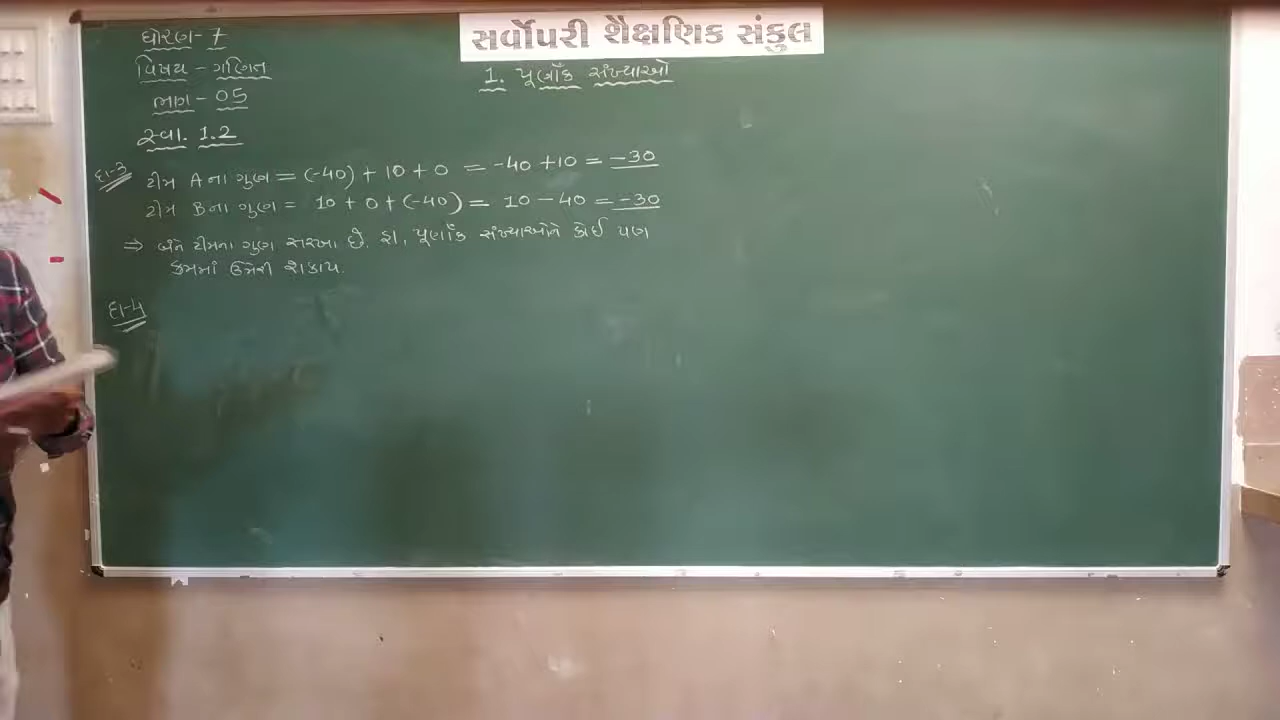 સર્વોપરી શૈક્ષણિક સંકુલ
ધોરણ - 7
વિષય - ગણિત
ભાગ - 05
સ્વા. 1.2
1. પૂર્ણાંક સંખ્યાઓ
દા-3
ટીમ A ના ગુણ = (-40) + 10 + 0 = -40 +10 = -30
ટીમ B ના ગુણ = 10 + 0 + (-40) = 10 - 40 = -30
⇒ બંને ટીમના ગુણ સરખા છે. હા, પૂર્ણાંક સંખ્યાઓને કોઈ પણ
ક્રમમાં ઉમેરી શકાય.
દા-4